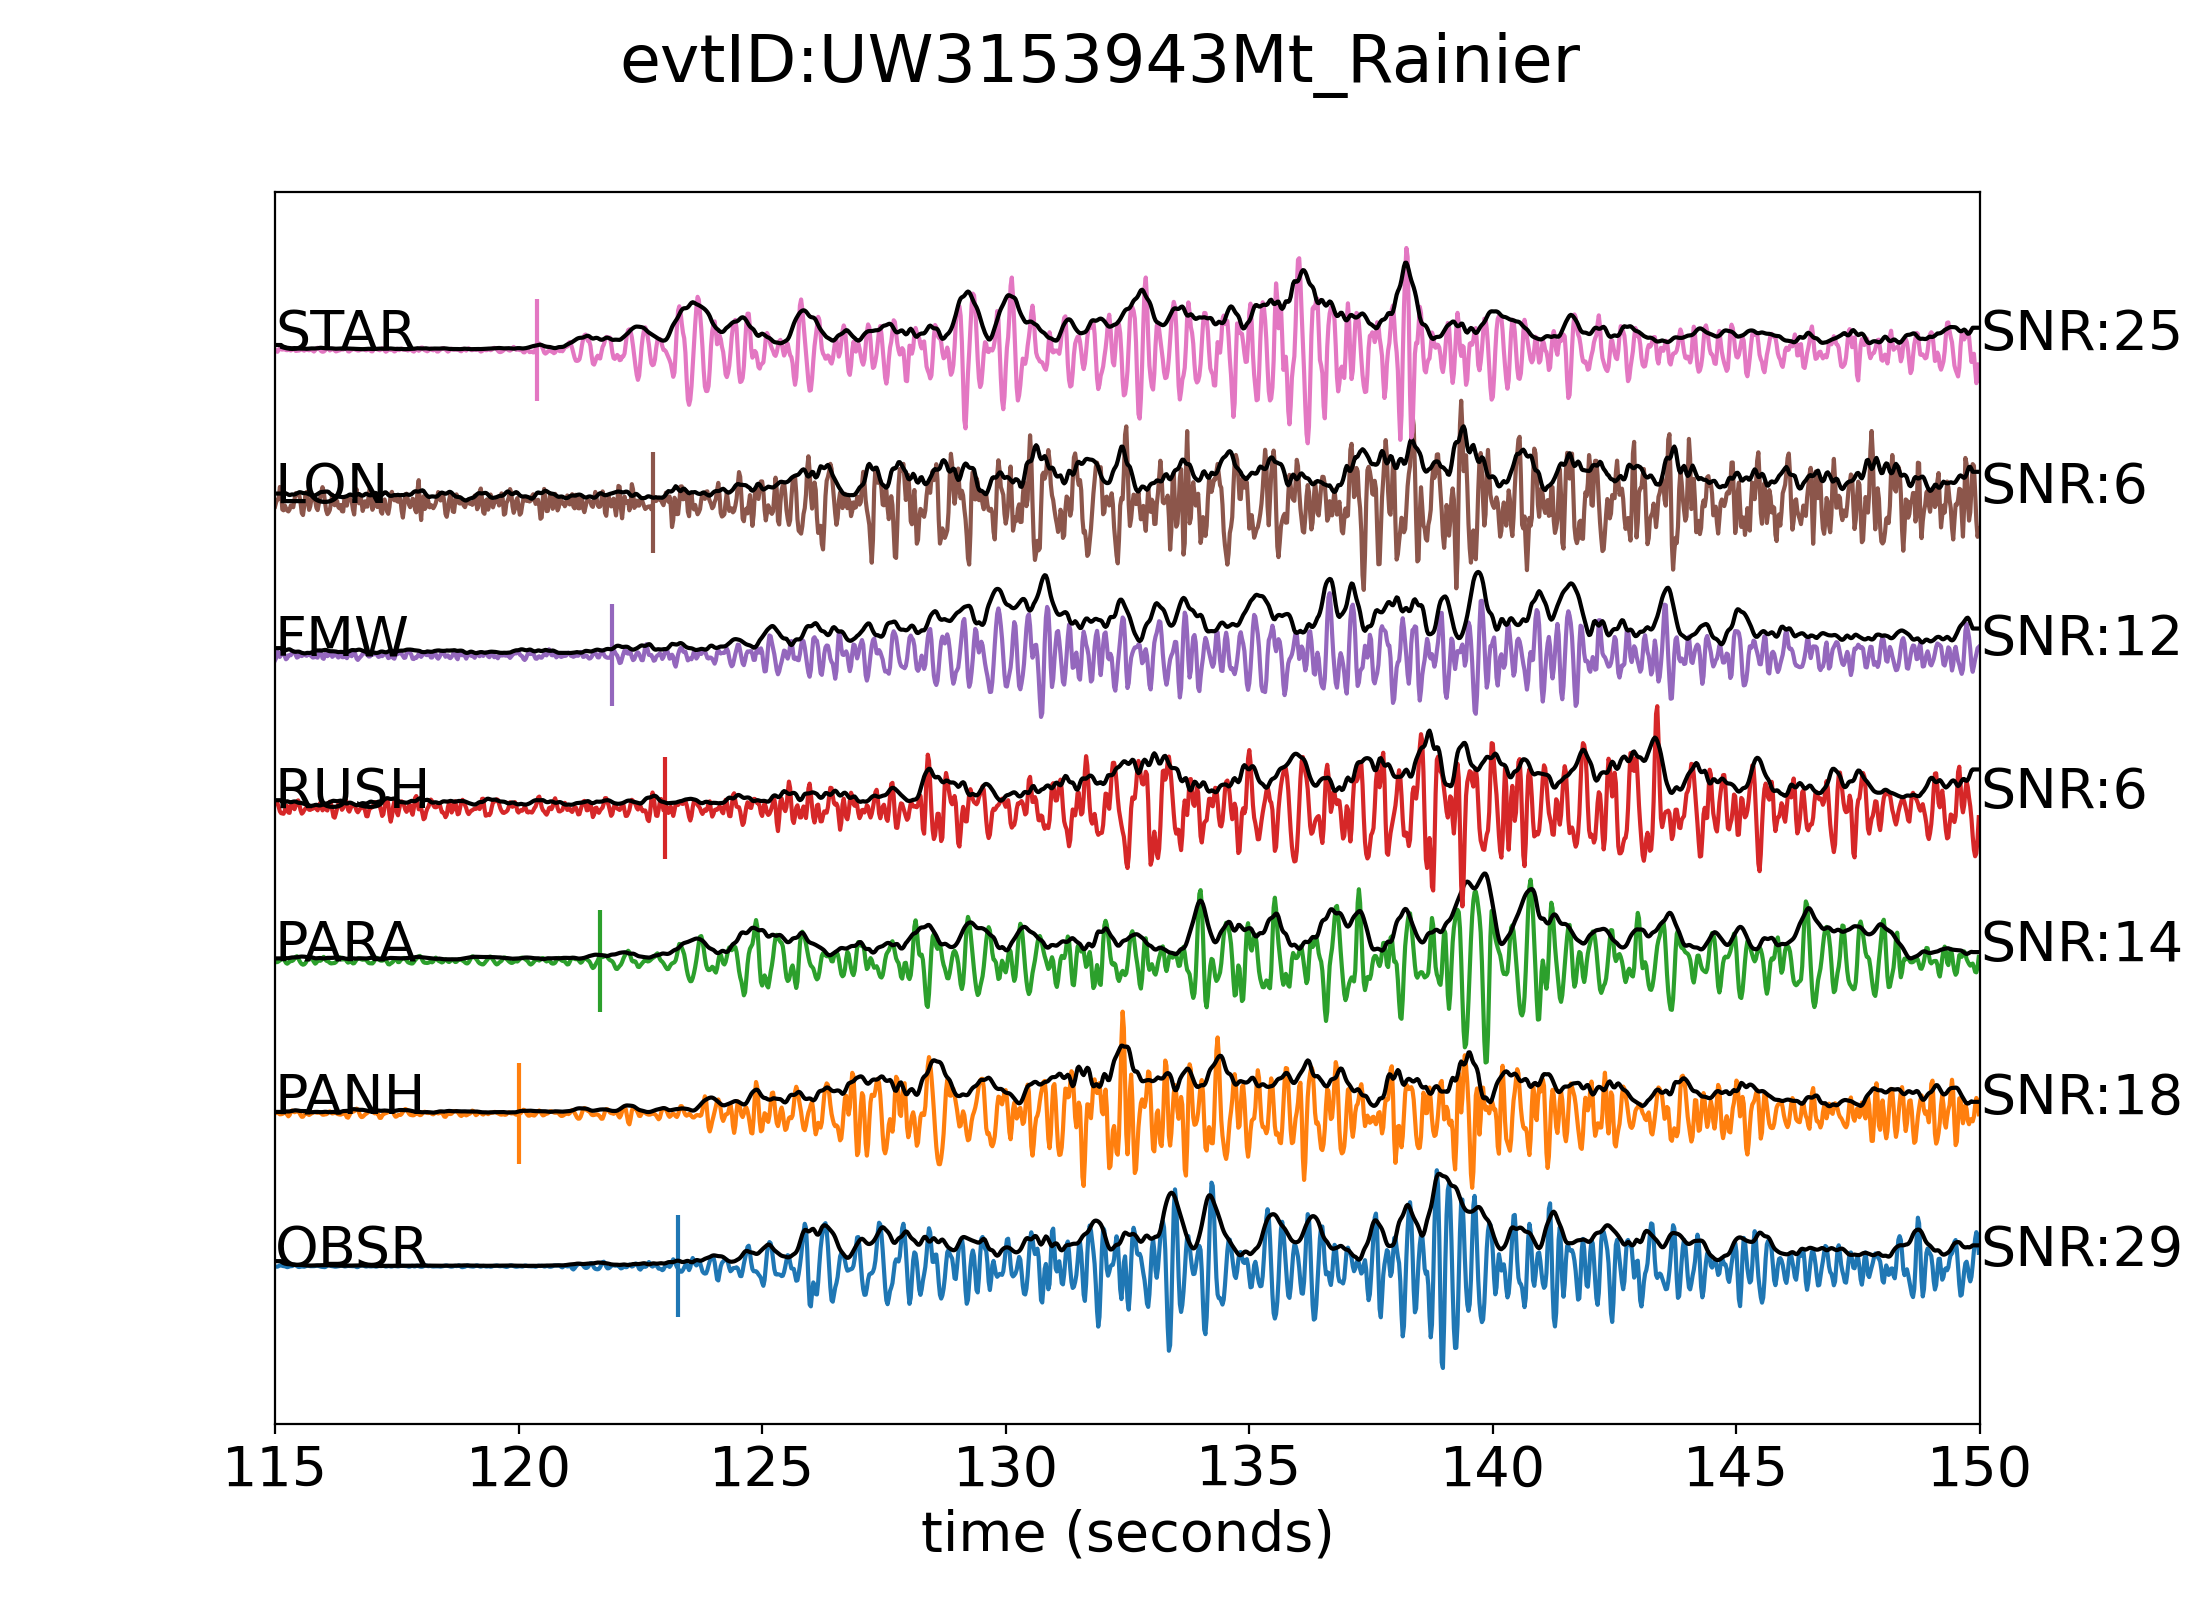 evtID:UW3153943Mt_Rainier
STAR SNR:25
LON SNR:6
FMW SNR:12
RUSH SNR:6
PARA SNR:14
PANH SNR:18
OBSR SNR:29
115 120 125 130 135 140 145 150
time (seconds)